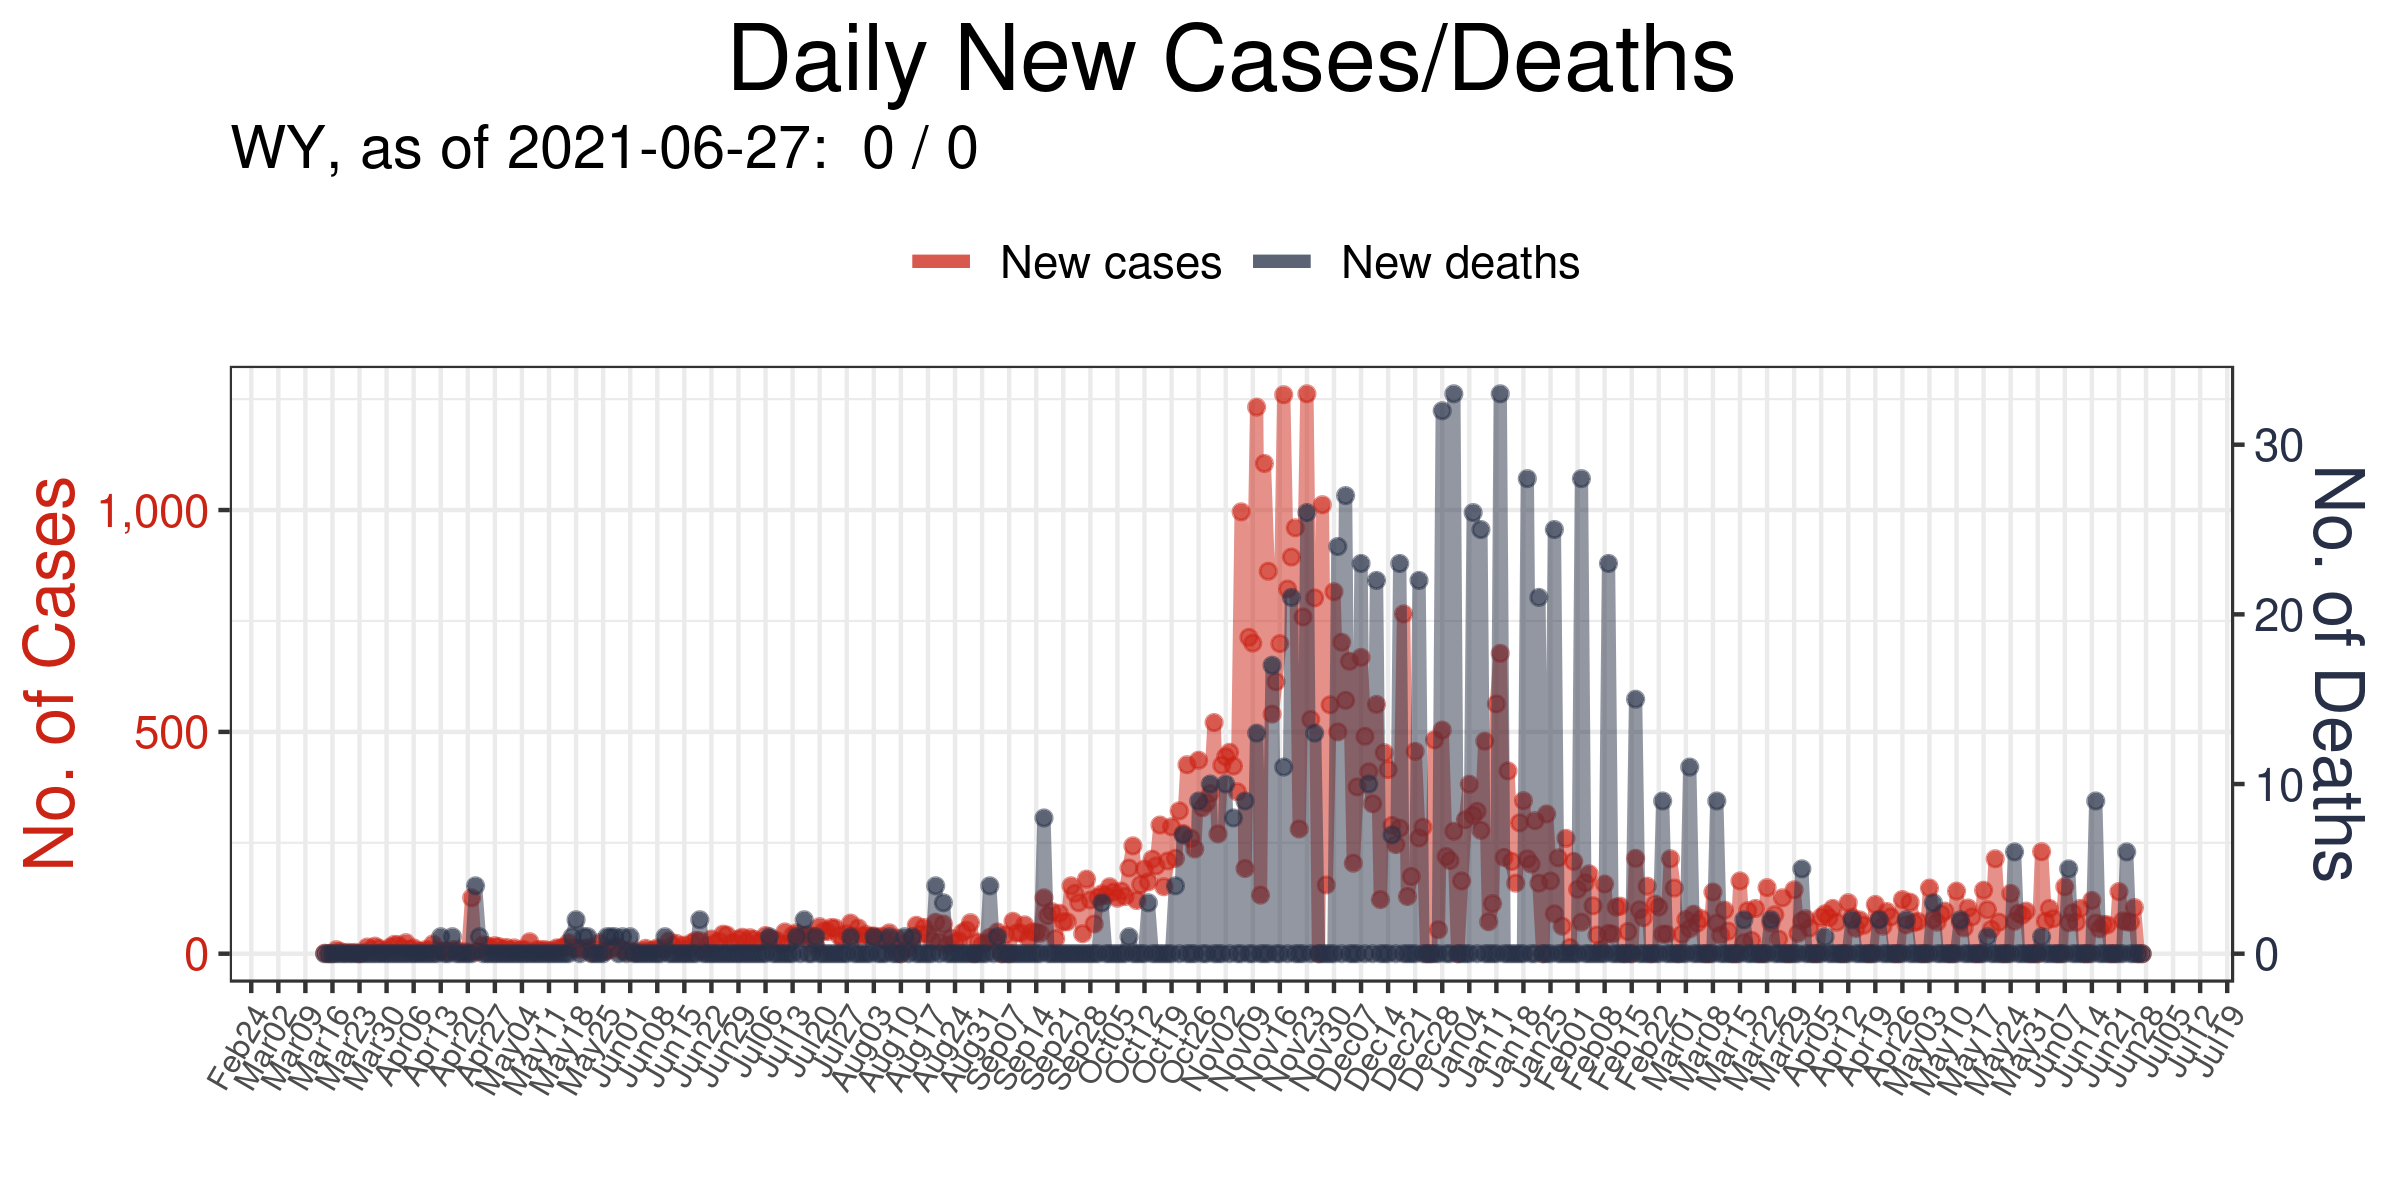 Daily New Cases/Deaths
WY, as of 2021-06-27: 0 / 0
New cases
New deaths
No. of Cases
1,000
500
0
30
20
10
0
No. of Deaths
Feb24
Mar02
Mar09
Mar16
Mar23
Mar30
Apr06
Apr13
Apr20
Apr27
May04
May11
May18
May25
Jun01
Jun08
Jun15
Jun22
Jun29
Jul06
Jul13
Jul20
Jul27
Aug03
Aug10
Aug17
Aug24
Aug31
Sep07
Sep14
Sep21
Sep28
Oct05
Oct12
Oct19
Oct26
Nov02
Nov09
Nov16
Nov23
Nov30
Dec07
Dec14
Dec21
Dec28
Jan04
Jan11
Jan18
Jan25
Feb01
Feb08
Feb15
Feb22
Mar01
Mar08
Mar15
Mar22
Mar29
Apr05
Apr12
Apr19
Apr26
May03
May10
May17
May24
May31
Jun07
Jun14
Jun21
Jun28
Jul05
Jul12
Jul19